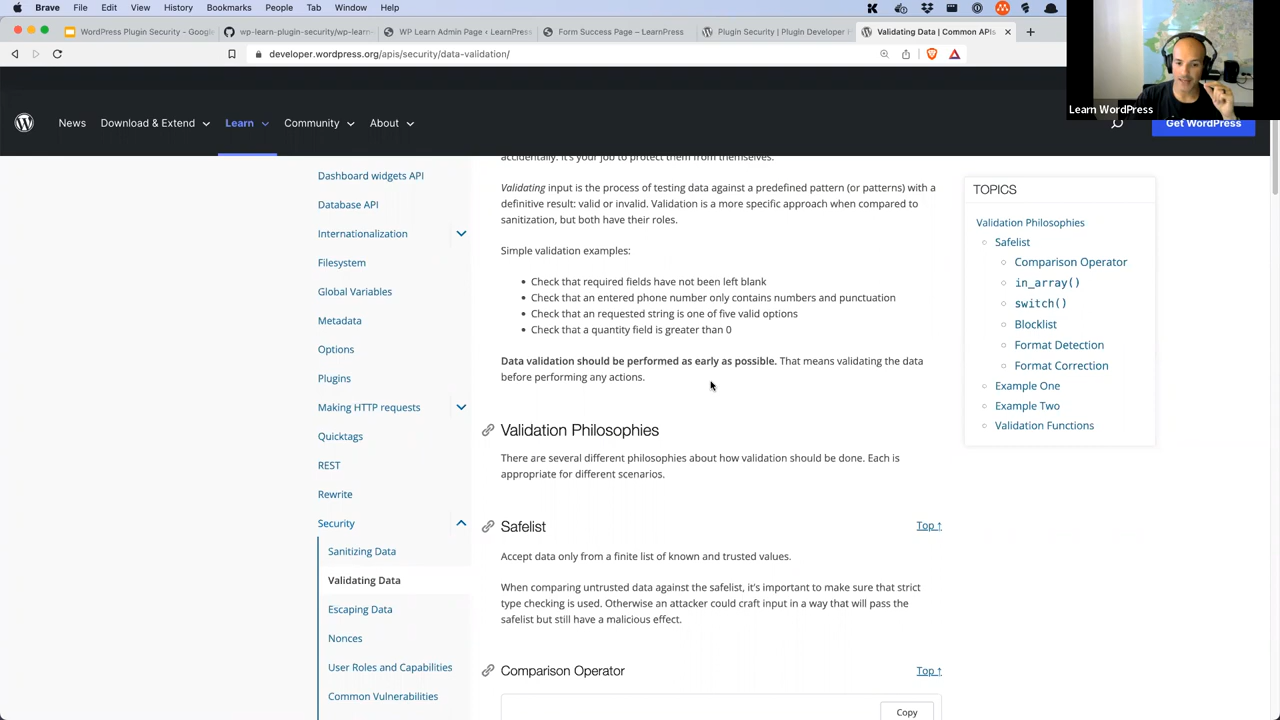 Brave File Edit View History Bookmarks People Tab Window Help
WordPress Plugin Security - Google
wp-learn-plugin-security/wp-learn-
WP Learn Admin Page ‹ LearnPress
Form Success Page – LearnPress
Plugin Security | Plugin Developer
Validating Data | Common APIs
developer.wordpress.org/apis/security/data-validation/
Learn WordPress
News Download & Extend Learn Community About
Get WordPress
accidentally. It's your job to protect them from themselves.
Validating input is the process of testing data against a predefined pattern (or patterns) with a
definitive result: valid or invalid. Validation is a more specific approach when compared to
sanitization, but both have their roles.
Simple validation examples:
Check that required fields have not been left blank
Check that an entered phone number only contains numbers and punctuation
Check that an requested string is one of five valid options
Check that a quantity field is greater than 0
Data validation should be performed as early as possible. That means validating the data
before performing any actions.
Validation Philosophies
There are several different philosophies about how validation should be done. Each is
appropriate for different scenarios.
Safelist
Top ↑
Accept data only from a finite list of known and trusted values.
When comparing untrusted data against the safelist, it's important to make sure that strict
type checking is used. Otherwise an attacker could craft input in a way that will pass the
safelist but still have a malicious effect.
Comparison Operator
Top ↑
Copy
Dashboard widgets API
Database API
Internationalization
Filesystem
Global Variables
Metadata
Options
Plugins
Making HTTP requests
Quicktags
REST
Rewrite
Security
Sanitizing Data
Validating Data
Escaping Data
Nonces
User Roles and Capabilities
Common Vulnerabilities
TOPICS
Validation Philosophies
Safelist
Comparison Operator
in_array()
switch()
Blocklist
Format Detection
Format Correction
Example One
Example Two
Validation Functions